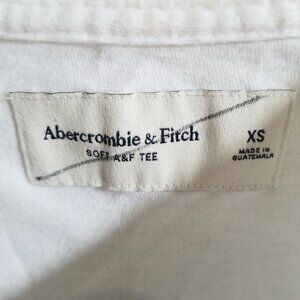 Abercrombie & Fitch
SOFT A&F TEE
XS
MADE IN
GUATEMALA